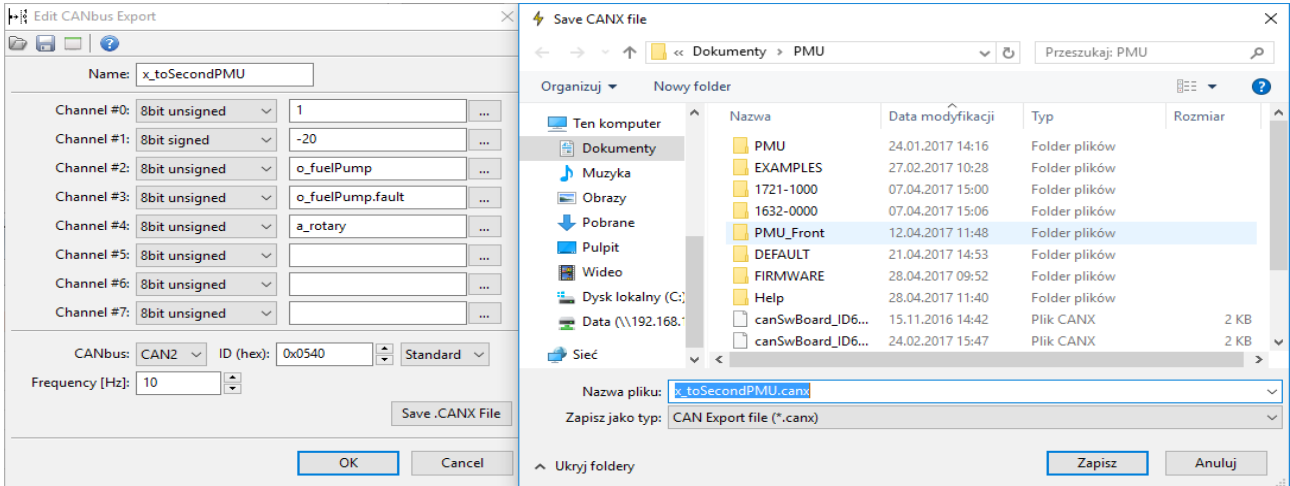 Edit CANbus Export
Name: x_toSecondPMU
Channel #0: 8bit unsigned 1 ...
Channel #1: 8bit signed -20 ...
Channel #2: 8bit unsigned o_fuelPump ...
Channel #3: 8bit unsigned o_fuelPump.fault ...
Channel #4: 8bit unsigned a_rotary ...
Channel #5: 8bit unsigned ...
Channel #6: 8bit unsigned ...
Channel #7: 8bit unsigned ...
CANbus: CAN2 ID (hex): 0x0540 Standard
Frequency [Hz]: 10
Save .CANX File
OK Cancel
Save CANX file
« Dokumenty > PMU Przeszukaj: PMU
Organizuj Nowy folder
Ten komputer
Dokumenty
Muzyka
Obrazy
Pobrane
Pulpit
Wideo
Dysk lokalny (C:)
Data (\\192.168.1
Sieć
Nazwa Data modyfikacji Typ Rozmiar
PMU 24.01.2017 14:16 Folder plików
EXAMPLES 27.02.2017 10:28 Folder plików
1721-1000 07.04.2017 15:00 Folder plików
1632-0000 07.04.2017 15:06 Folder plików
PMU_Front 12.04.2017 11:48 Folder plików
DEFAULT 21.04.2017 14:53 Folder plików
FIRMWARE 28.04.2017 09:52 Folder plików
Help 28.04.2017 11:40 Folder plików
canSwBoard_ID6... 15.11.2016 14:42 Plik CANX 2 KB
canSwBoard_ID6... 24.02.2017 15:47 Plik CANX 2 KB
Nazwa pliku: x_toSecondPMU.canx
Zapisz jako typ: CAN Export file (*.canx)
Ukryj foldery Zapisz Anuluj